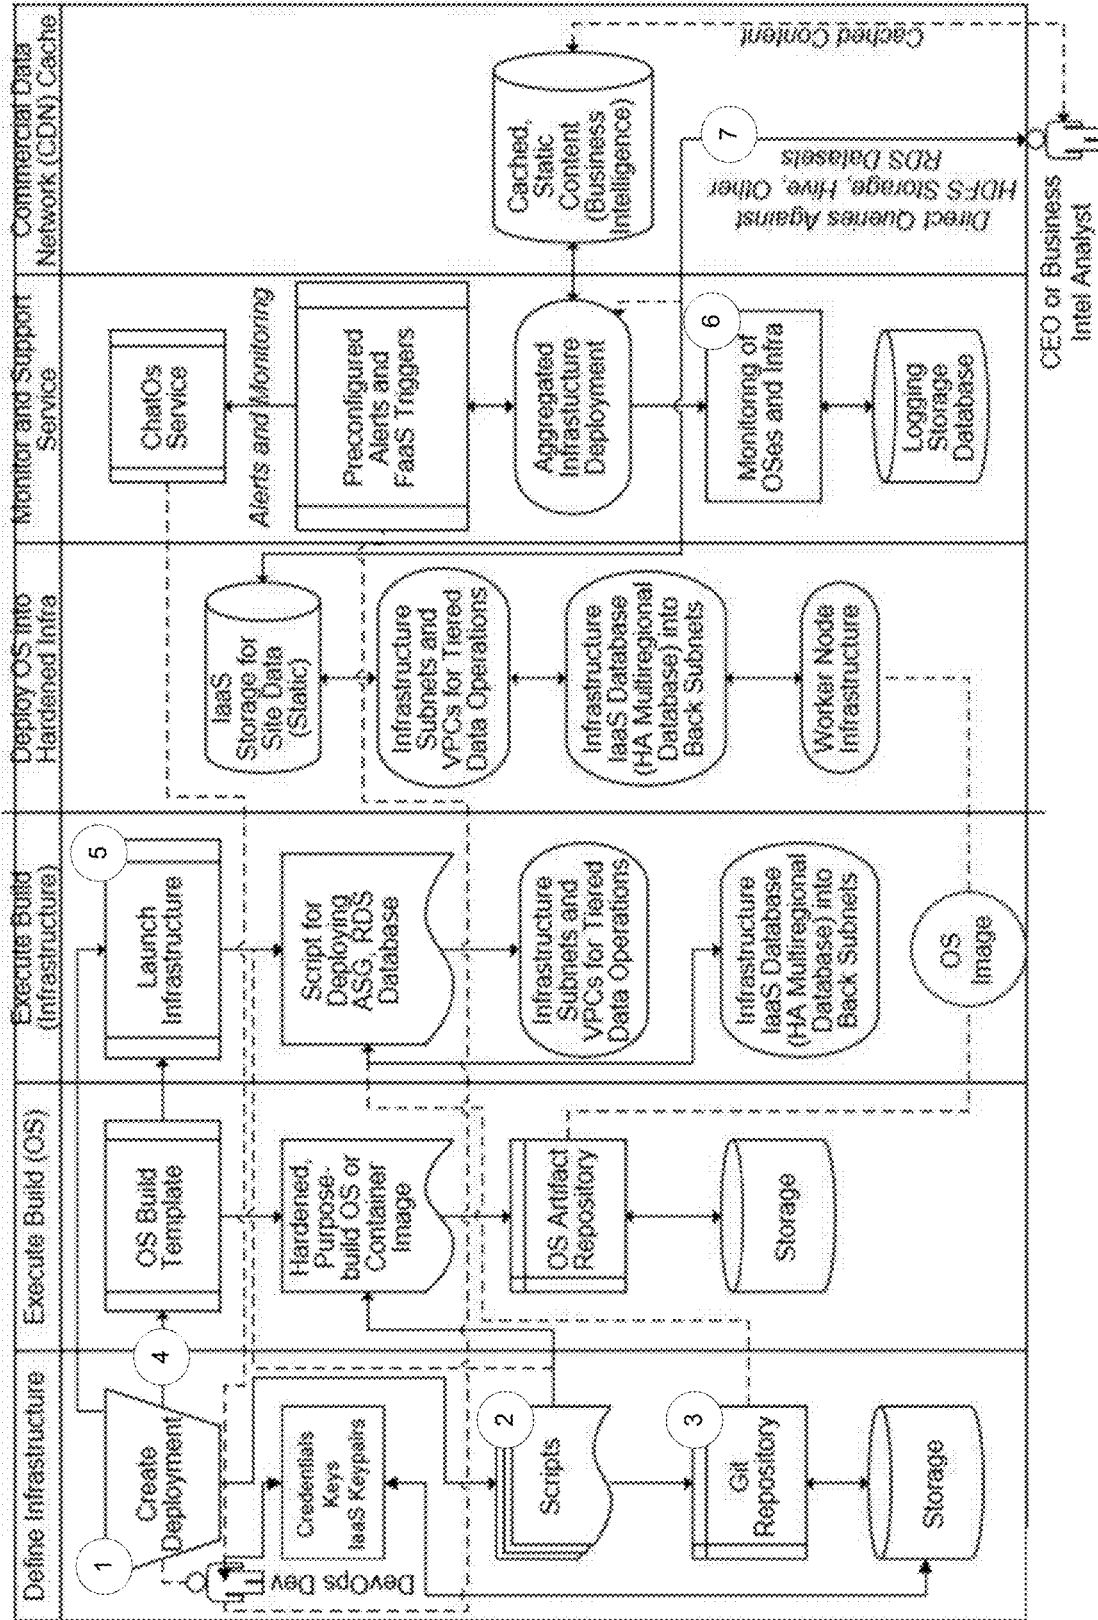 Define Infrastructure
1
Create
Deployment
DevOps Dev
Credentials
Keys
IaaS Keypairs
2
Scripts
3
Git
Repository
Storage
Execute Build (OS)
4
OS Build
Template
Hardened,
Purpose-
build OS or
Container
Image
OS Artifact
Repository
Storage
Execute Build
(Infrastructure)
5
Launch
Infrastructure
Script for
Deploying
ASG, RDS
Database
Infrastructure
Subnets and
VPCs for Tiered
Data Operations
Infrastructure
IaaS Database
(HA Multiregional
Database) into
Back Subnets
OS
Image
Deploy OS into
Hardened Infra
IaaS
Storage for
Site Data
(Static)
Infrastructure
Subnets and
VPCs for Tiered
Data Operations
Infrastructure
IaaS Database
(HA Multiregional
Database) into
Back Subnets
Worker Node
Infrastructure
Monitor and Support
Service
ChatOs
Service
Alerts and Monitoring
Preconfigured
Alerts and
FaaS Triggers
Aggregated
Infrastucture
Deployment
6
Monitoring of
OSes and Infra
Logging
Storage
Database
Commercial Data
Network (CDN) Cache
Cached,
Static
Content
(Business
Intelligence)
Cached Content
7
Direct Queries Against
HDFS Storage, Hive, Other
RDS Datasets
CEO or Business
Intel Analyst